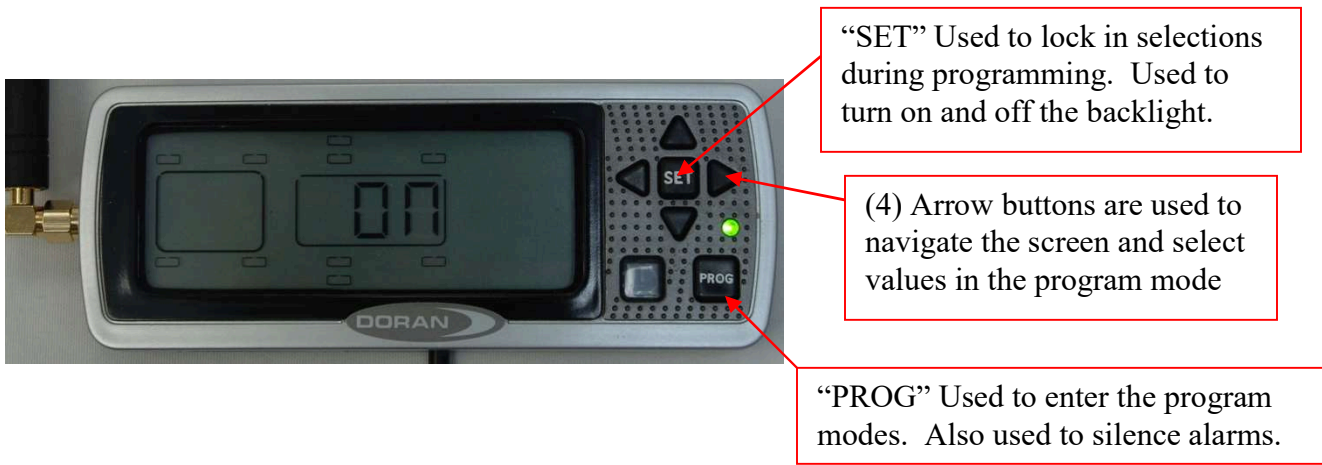 “SET” Used to lock in selections
during programming.  Used to
turn on and off the backlight.
(4) Arrow buttons are used to
navigate the screen and select
values in the program mode
“PROG” Used to enter the program
modes.  Also used to silence alarms.
On
SET
PROG
DORAN